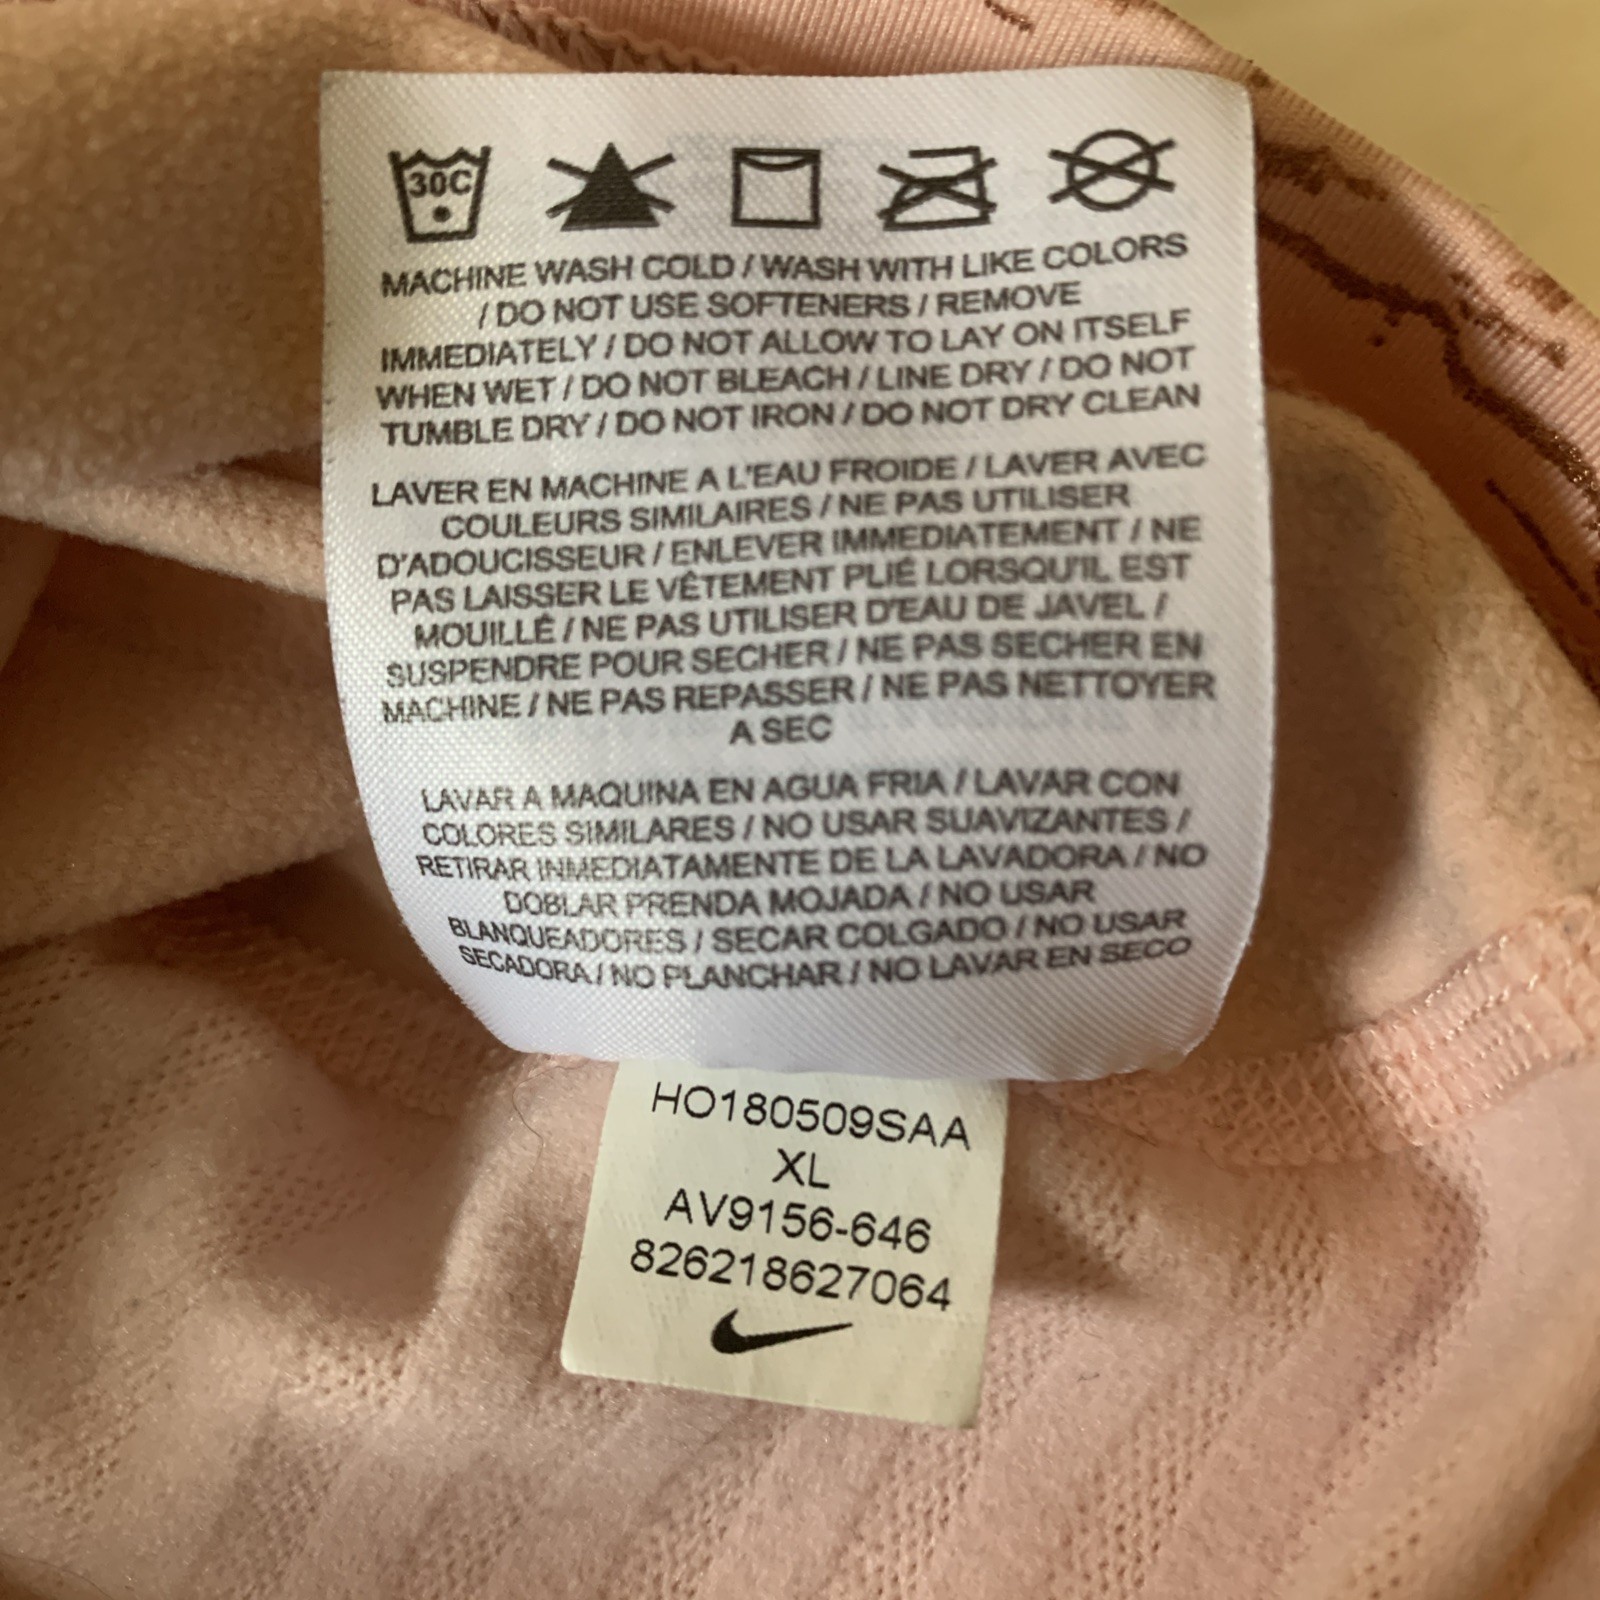 30C
MACHINE WASH COLD / WASH WITH LIKE COLORS
/ DO NOT USE SOFTENERS / REMOVE
IMMEDIATELY / DO NOT ALLOW TO LAY ON ITSELF
WHEN WET / DO NOT BLEACH / LINE DRY / DO NOT
TUMBLE DRY / DO NOT IRON / DO NOT DRY CLEAN
LAVER EN MACHINE A L'EAU FROIDE / LAVER AVEC
COULEURS SIMILAIRES / NE PAS UTILISER
D'ADOUCISSEUR / ENLEVER IMMEDIATEMENT / NE
PAS LAISSER LE VÊTEMENT PLIÉ LORSQU'IL EST
MOUILLÉ / NE PAS UTILISER D'EAU DE JAVEL /
SUSPENDRE POUR SECHER / NE PAS SECHER EN
MACHINE / NE PAS REPASSER / NE PAS NETTOYER
A SEC
LAVAR A MAQUINA EN AGUA FRIA / LAVAR CON
COLORES SIMILARES / NO USAR SUAVIZANTES /
RETIRAR INMEDIATAMENTE DE LA LAVADORA / NO
DOBLAR PRENDA MOJADA / NO USAR
BLANQUEADORES / SECAR COLGADO / NO USAR
SECADORA / NO PLANCHAR / NO LAVAR EN SECO
HO180509SAA
XL
AV9156-646
826218627064